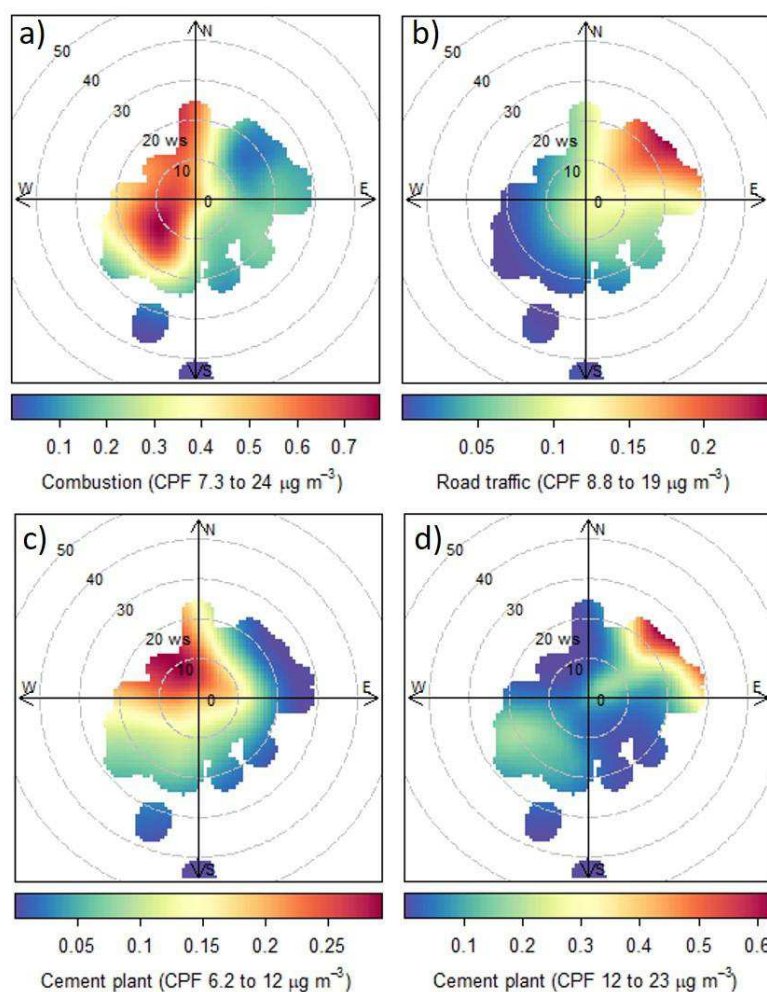 a)
50
40
30
20 ws
10
0
N
W
E
S
0.1 0.2 0.3 0.4 0.5 0.6 0.7
Combustion (CPF 7.3 to 24 μg m⁻³)
b)
50
40
30
20 ws
10
0
N
W
E
S
0.05 0.1 0.15 0.2
Road traffic (CPF 8.8 to 19 μg m⁻³)
c)
50
40
30
20 ws
10
0
N
W
E
S
0.05 0.1 0.15 0.2 0.25
Cement plant (CPF 6.2 to 12 μg m⁻³)
d)
50
40
30
20 ws
10
0
N
W
E
S
0.1 0.2 0.3 0.4 0.5 0.6
Cement plant (CPF 12 to 23 μg m⁻³)